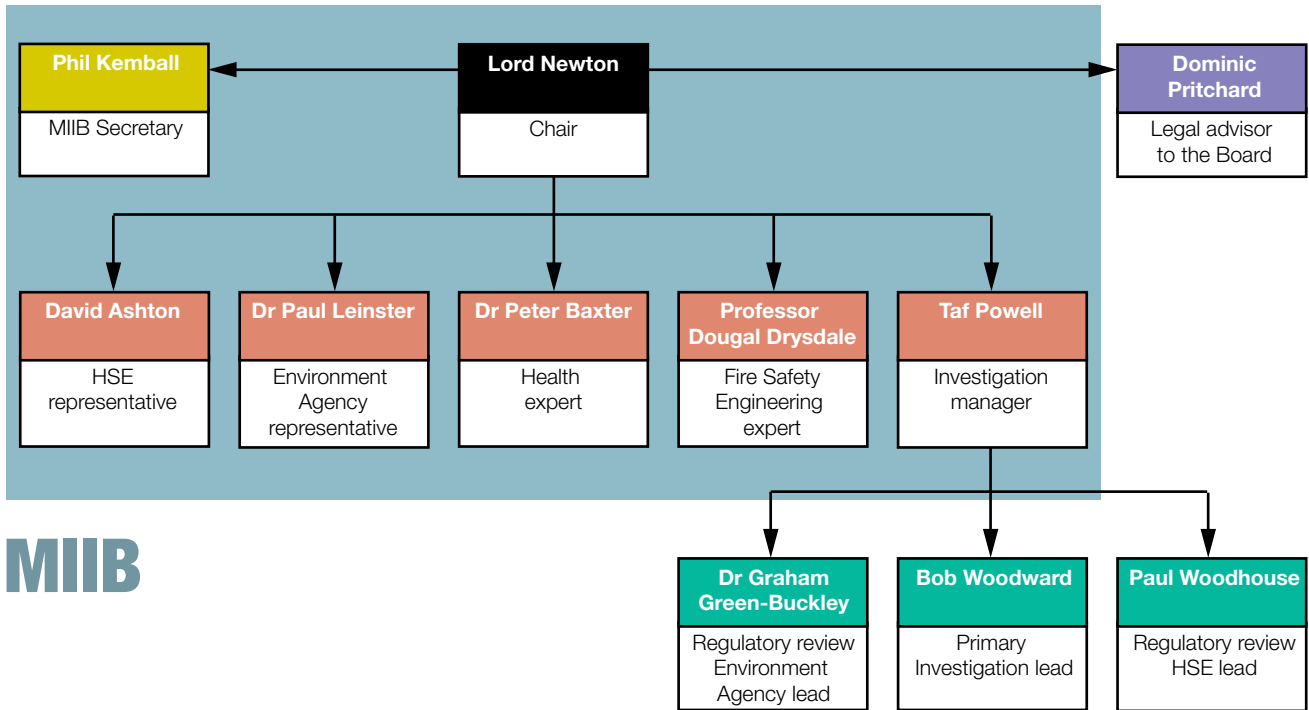 Phil Kemball
MIIB Secretary
Lord Newton
Chair
Dominic
Pritchard
Legal advisor
to the Board
David Ashton
HSE
representative
Dr Paul Leinster
Environment
Agency
representative
Dr Peter Baxter
Health
expert
Professor
Dougal Drysdale
Fire Safety
Engineering
expert
Taf Powell
Investigation
manager
MIIB
Dr Graham
Green-Buckley
Regulatory review
Environment
Agency lead
Bob Woodward
Primary
Investigation lead
Paul Woodhouse
Regulatory review
HSE lead